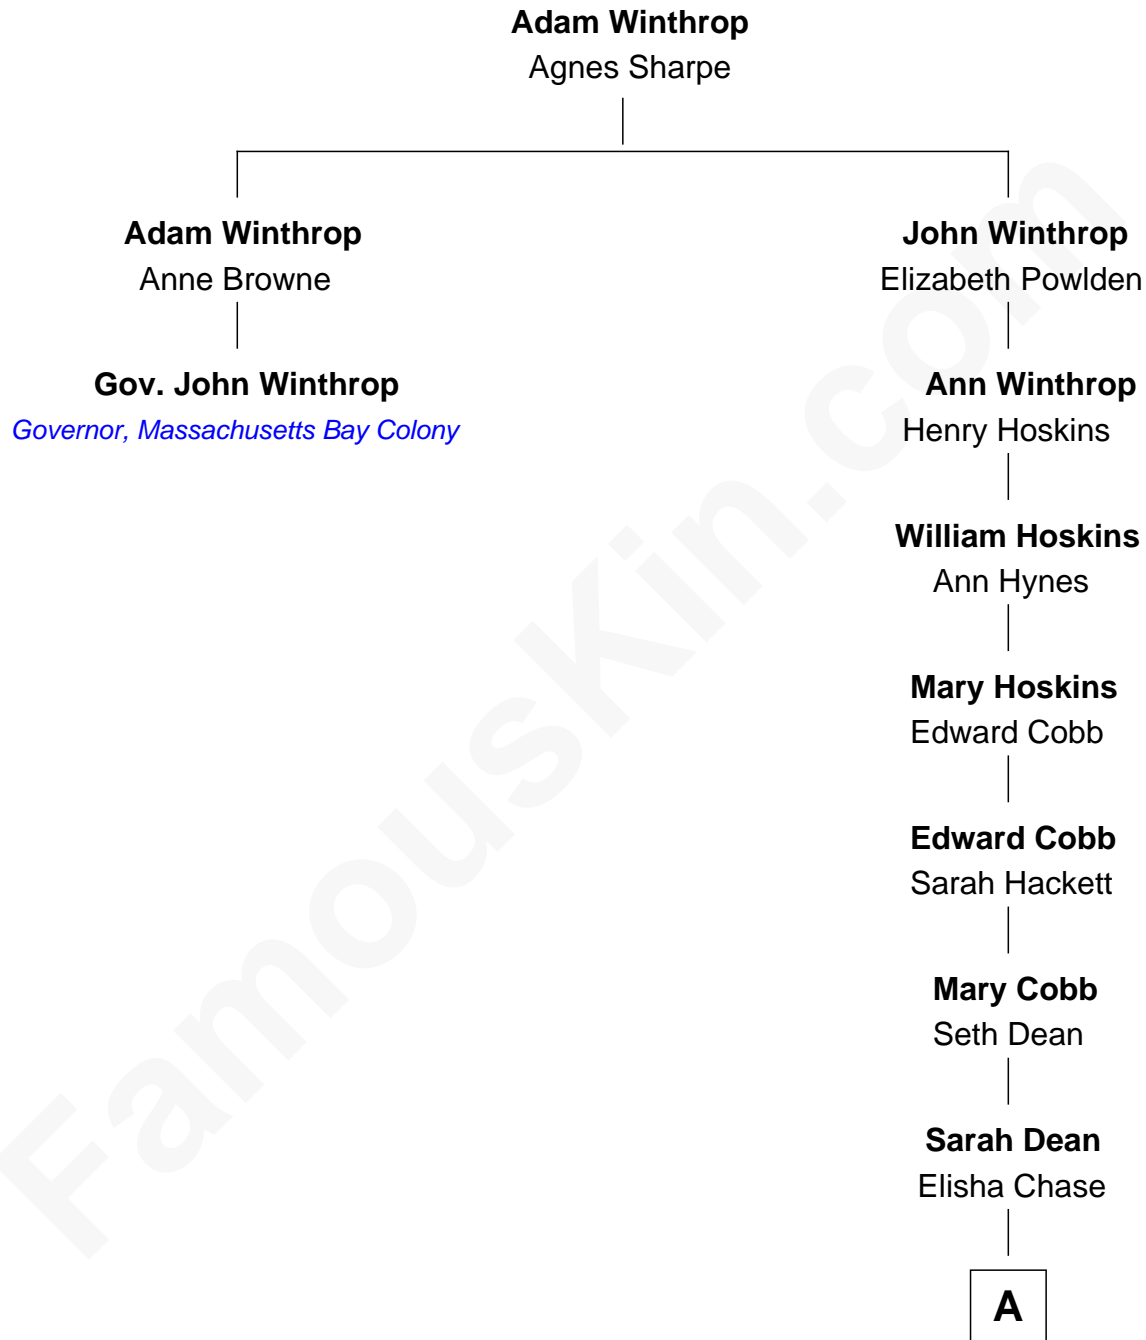 Adam Winthrop
Agnes Sharpe
Adam Winthrop
Anne Browne
Gov. John Winthrop
Governor, Massachusetts Bay Colony
John Winthrop
Elizabeth Powlden
Ann Winthrop
Henry Hoskins
William Hoskins
Ann Hynes
Mary Hoskins
Edward Cobb
Edward Cobb
Sarah Hackett
Mary Cobb
Seth Dean
Sarah Dean
Elisha Chase
A
FamousKin.com